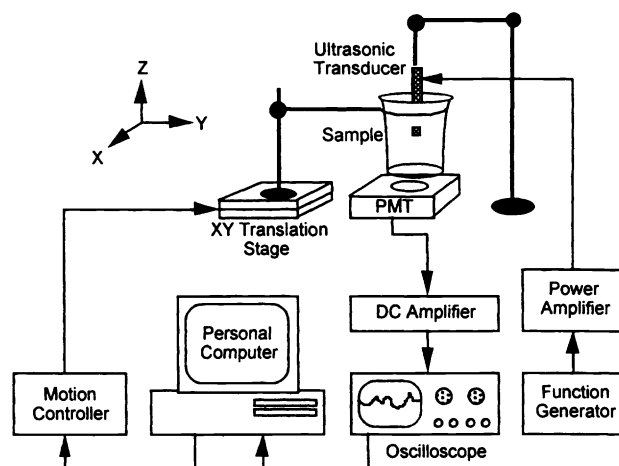 Ultrasonic
Transducer
Z
Y
X
Sample
PMT
XY Translation
Stage
Power
Amplifier
DC Amplifier
Personal
Computer
Motion
Controller
Function
Generator
Oscilloscope